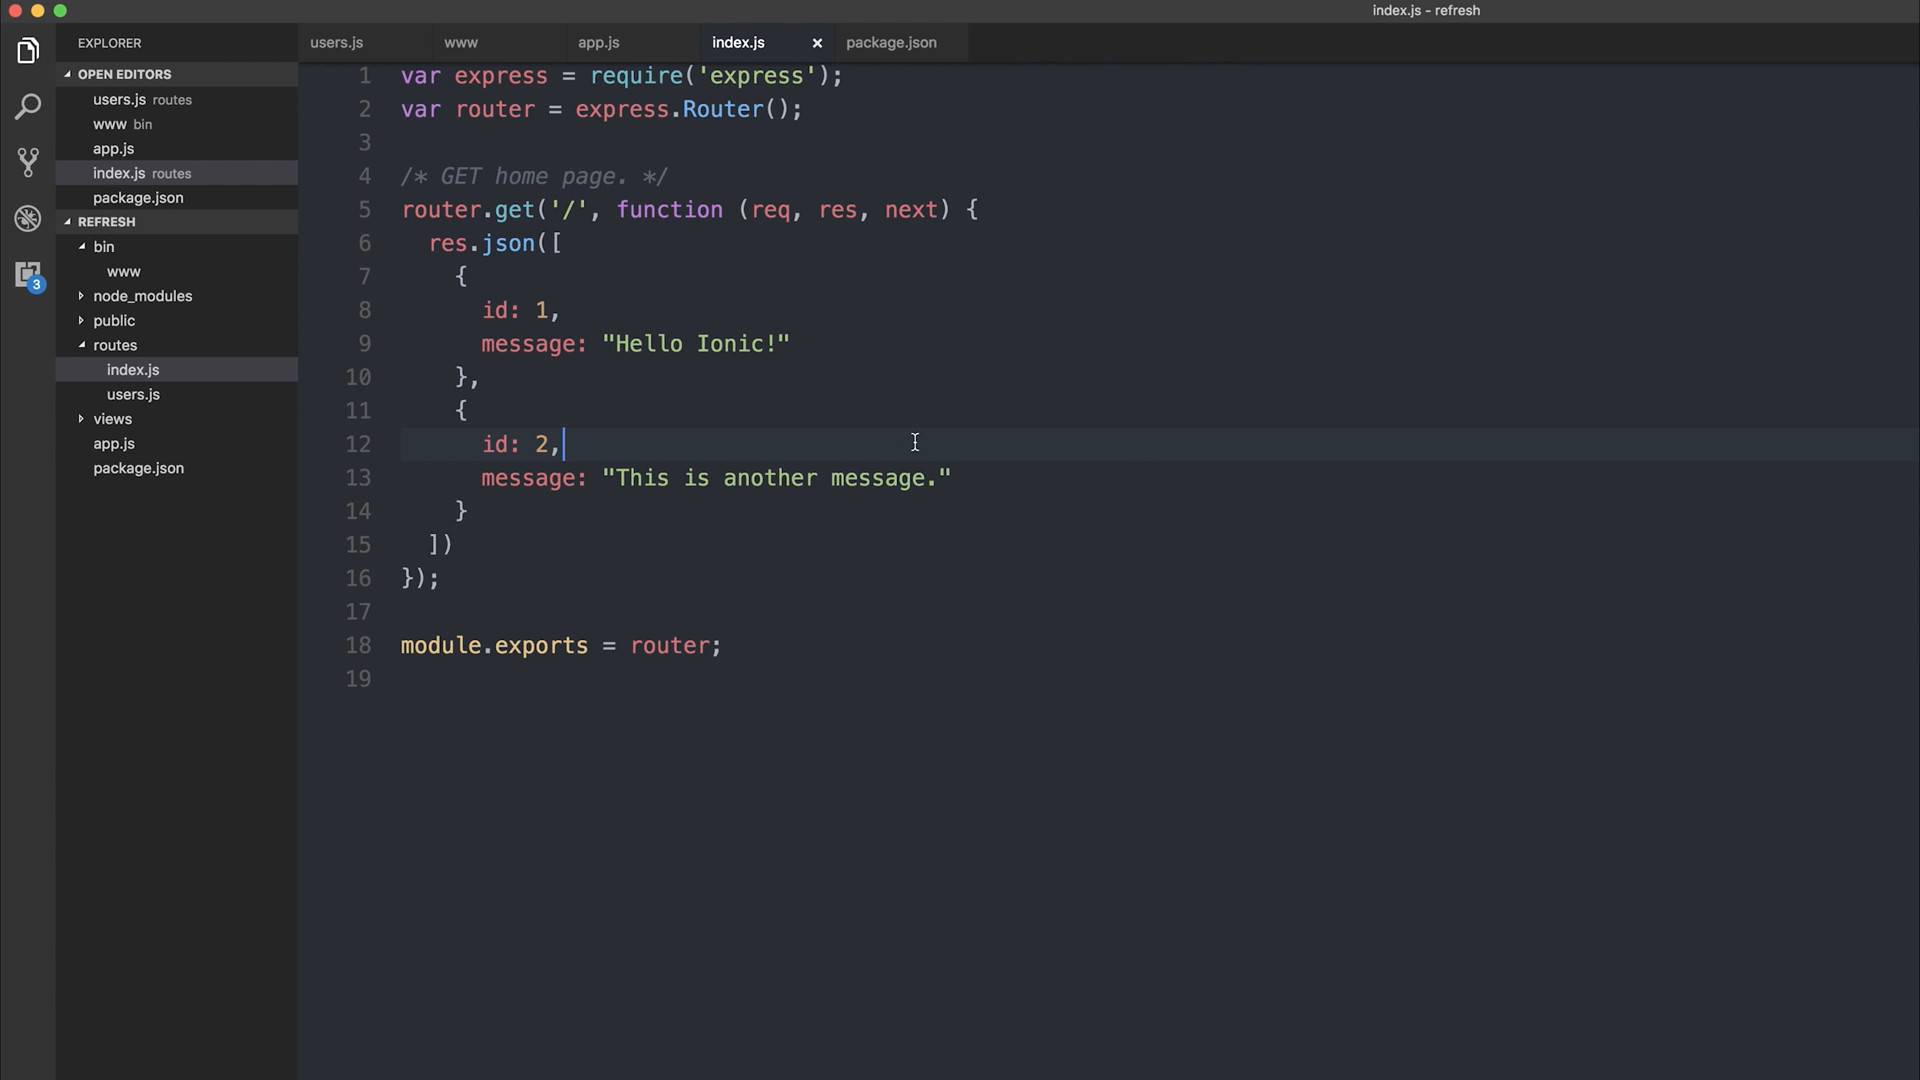 index.js - refresh
EXPLORER
users.js www app.js index.js × package.json
OPEN EDITORS
users.js routes
www bin
app.js
index.js routes
package.json
REFRESH
bin
www
node_modules
public
routes
index.js
users.js
views
app.js
package.json
3
1 var express = require('express');
2 var router = express.Router();
3
4 /* GET home page. */
5 router.get('/', function (req, res, next) {
6 res.json([
7 {
8 id: 1,
9 message: "Hello Ionic!"
10 },
11 {
12 id: 2,
13 message: "This is another message."
14 }
15 ])
16 });
17
18 module.exports = router;
19